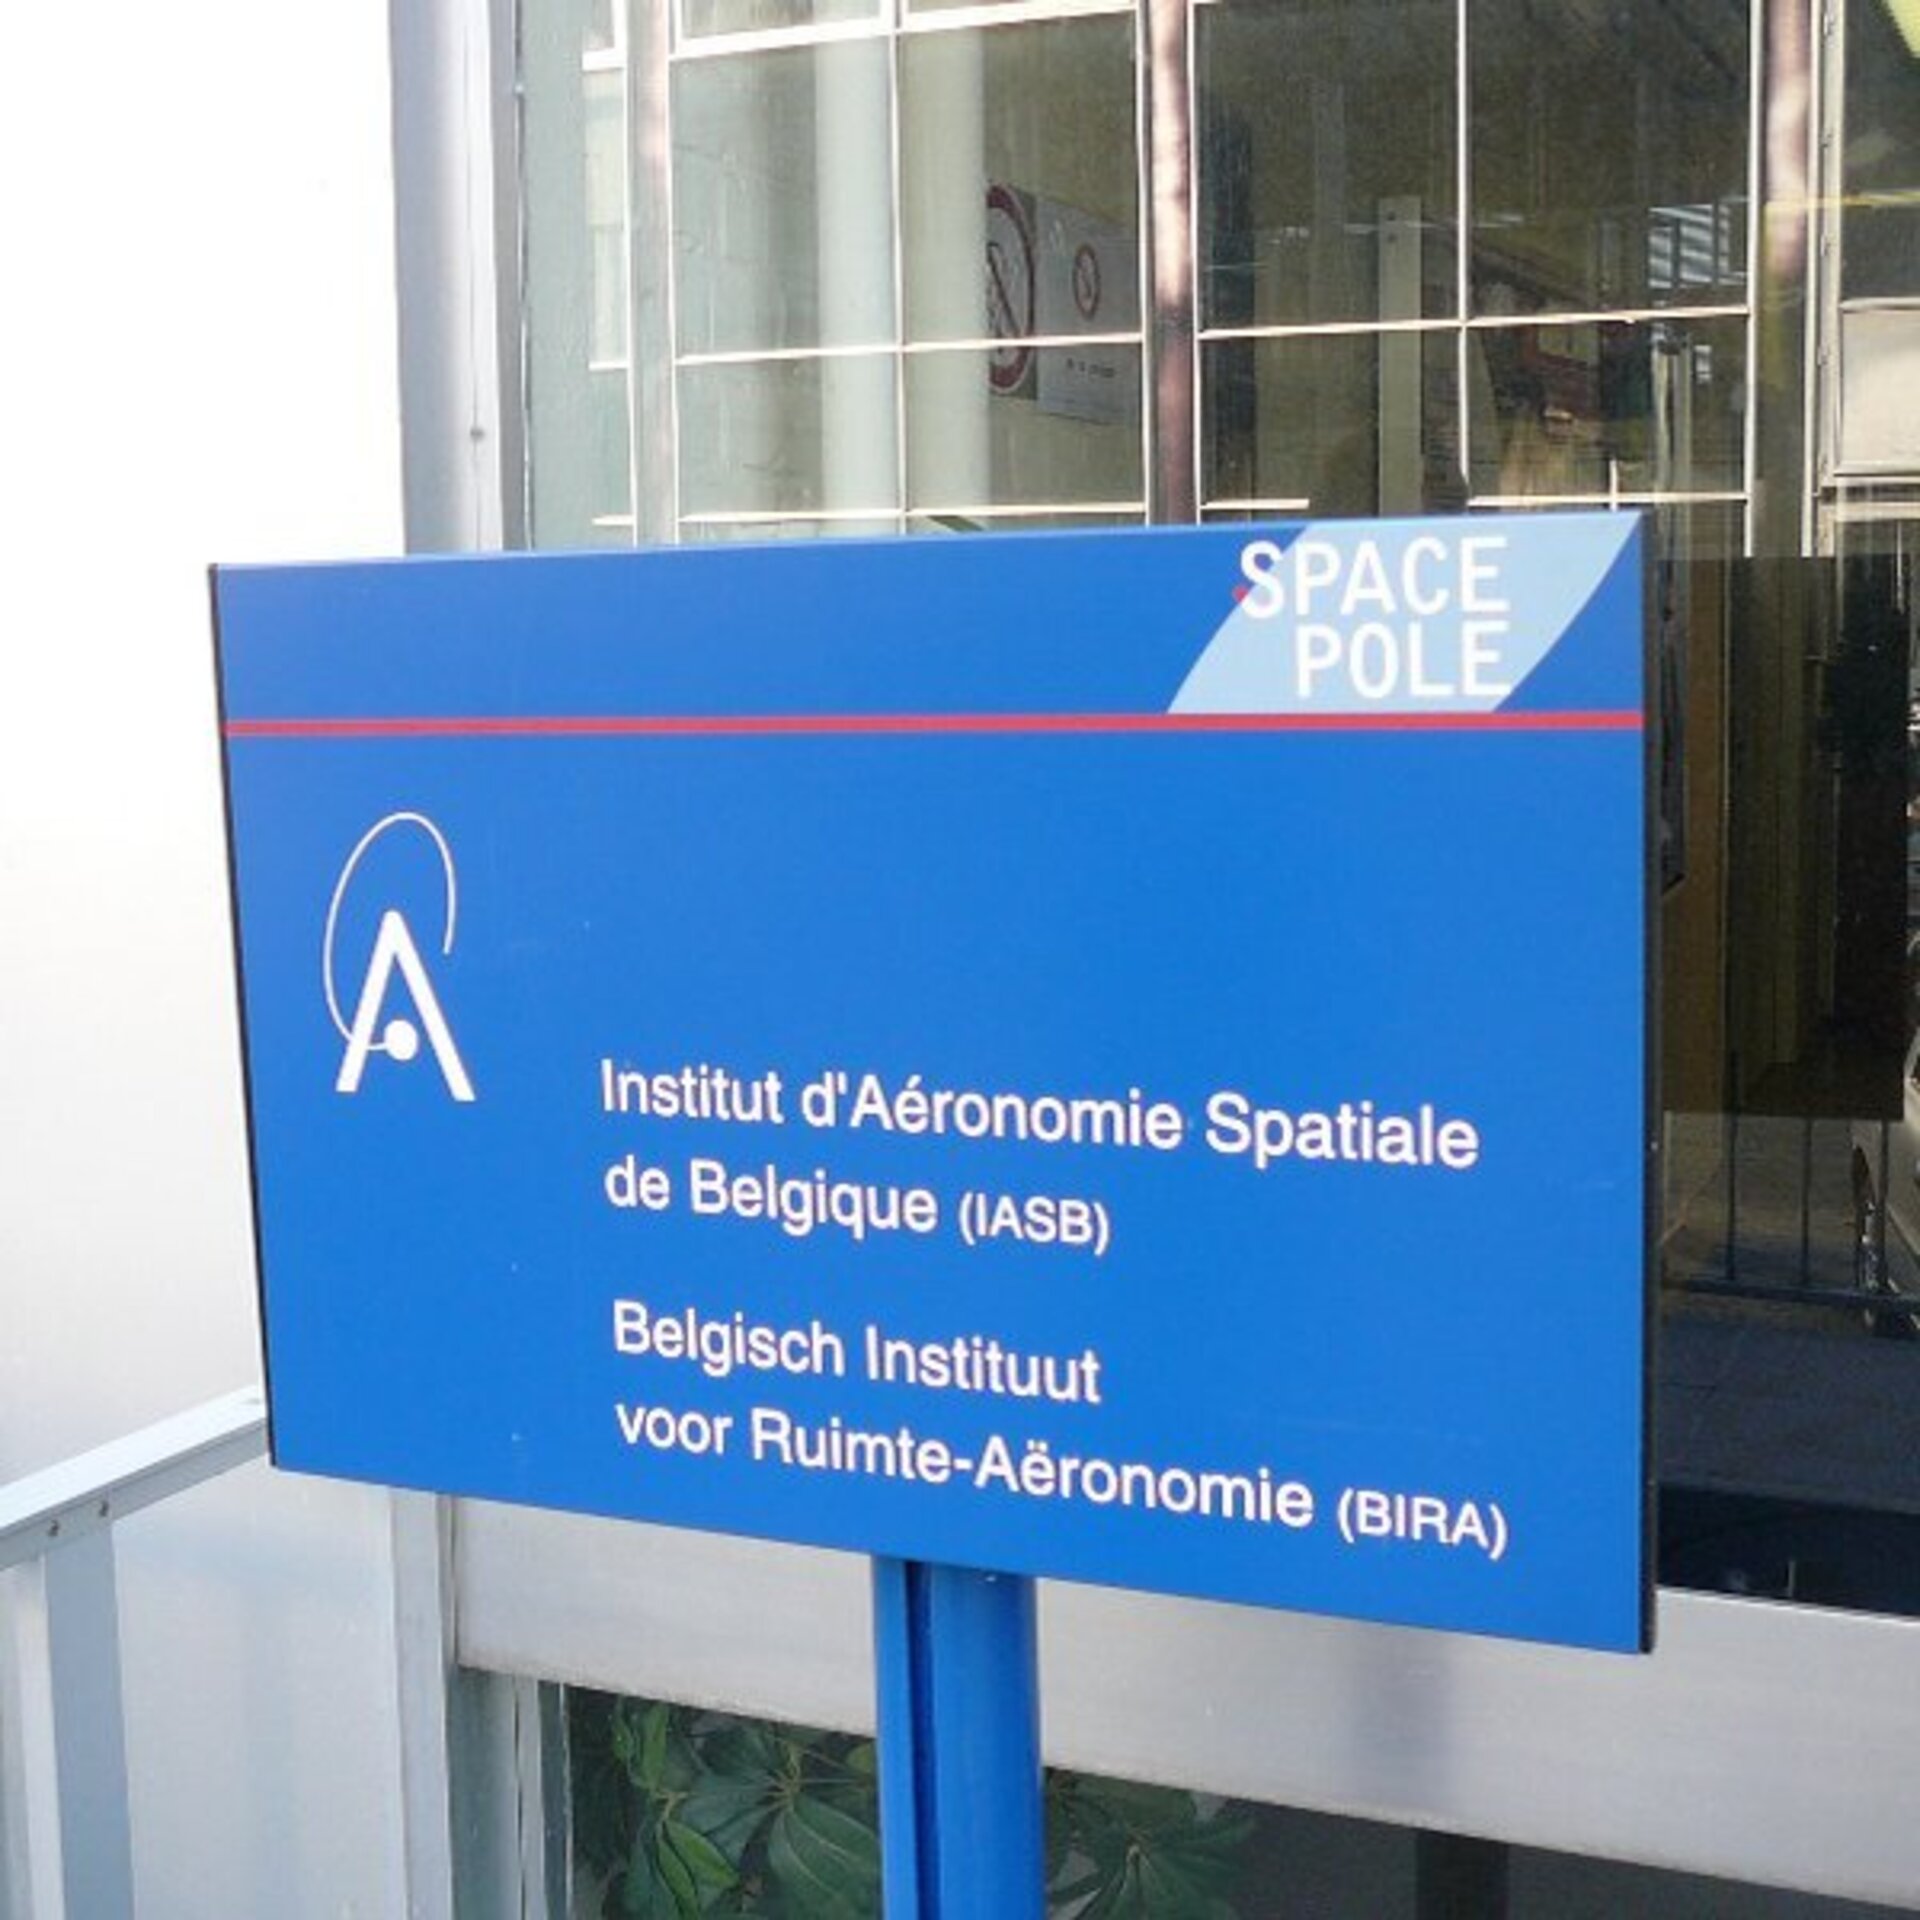 SPACE
POLE
Institut d'Aéronomie Spatiale
de Belgique (IASB)
Belgisch Instituut
voor Ruimte-Aëronomie (BIRA)